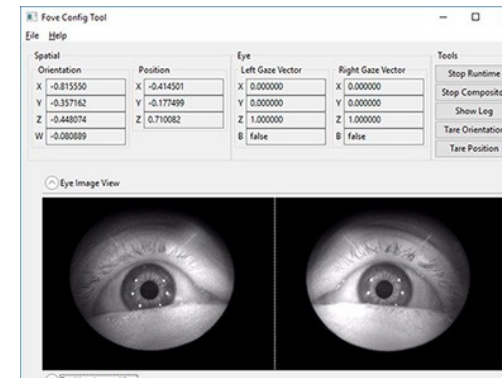 Fove Config Tool
File Help
Spatial
Orientation
X -0.815550
Y -0.357162
Z -0.448074
W -0.080889
Position
X -0.414501
Y -0.177499
Z 0.710082
Eye
Left Gaze Vector
X 0.000000
Y 0.000000
Z 1.000000
B false
Right Gaze Vector
X 0.000000
Y 0.000000
Z 1.000000
B false
Tools
Stop Runtime
Stop Composito
Show Log
Tare Orientation
Tare Position
Eye Image View